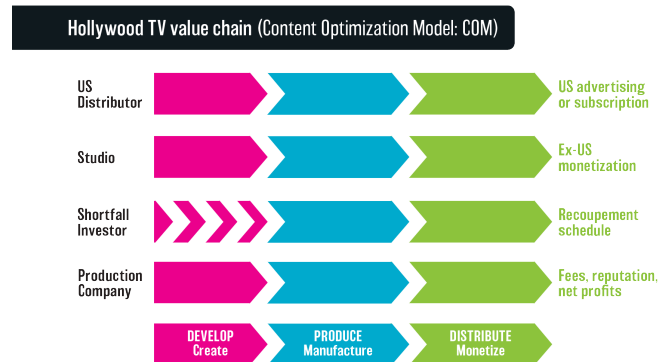 Hollywood TV value chain (Content Optimization Model: COM)
US
Distributor
US advertising
or subscription
Studio
Ex-US
monetization
Shortfall
Investor
Recoupement
schedule
Production
Company
Fees, reputation,
net profits
DEVELOP
Create
PRODUCE
Manufacture
DISTRIBUTE
Monetize